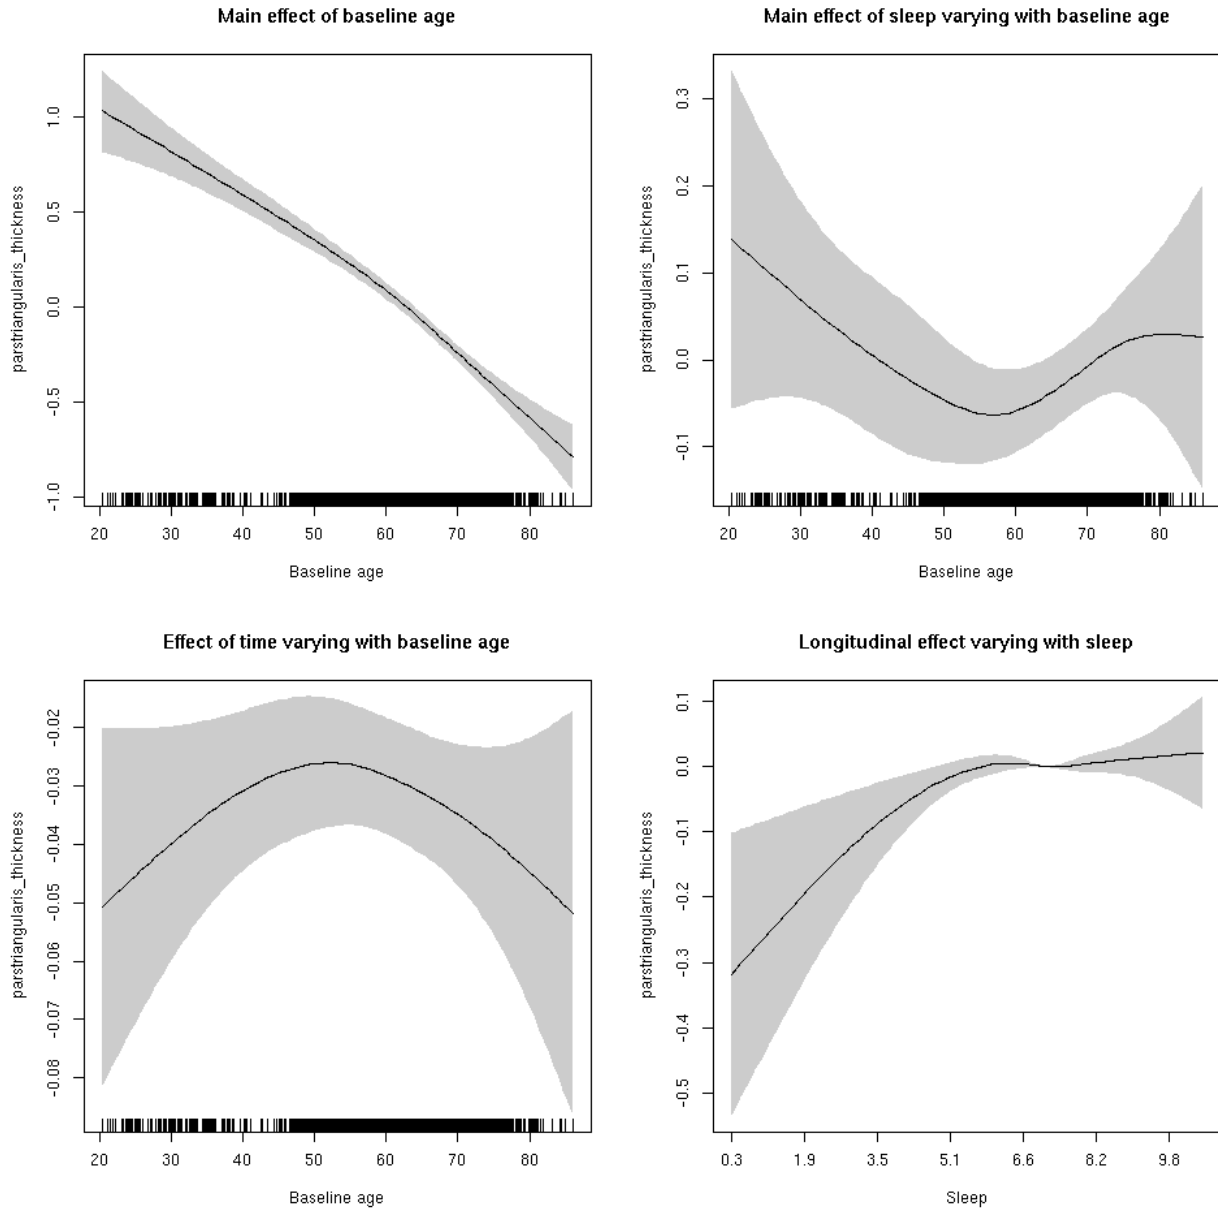 Main effect of baseline age
parstriangularis_thickness
1.0
0.5
0.0
-0.5
-1.0
20 30 40 50 60 70 80
Baseline age
Main effect of sleep varying with baseline age
parstriangularis_thickness
0.3
0.2
0.1
0.0
-0.1
20 30 40 50 60 70 80
Baseline age
Effect of time varying with baseline age
parstriangularis_thickness
-0.02
-0.03
-0.04
-0.05
-0.06
-0.07
-0.08
20 30 40 50 60 70 80
Baseline age
Longitudinal effect varying with sleep
parstriangularis_thickness
0.1
0.0
-0.1
-0.2
-0.3
-0.4
-0.5
0.3 1.9 3.5 5.1 6.6 8.2 9.8
Sleep